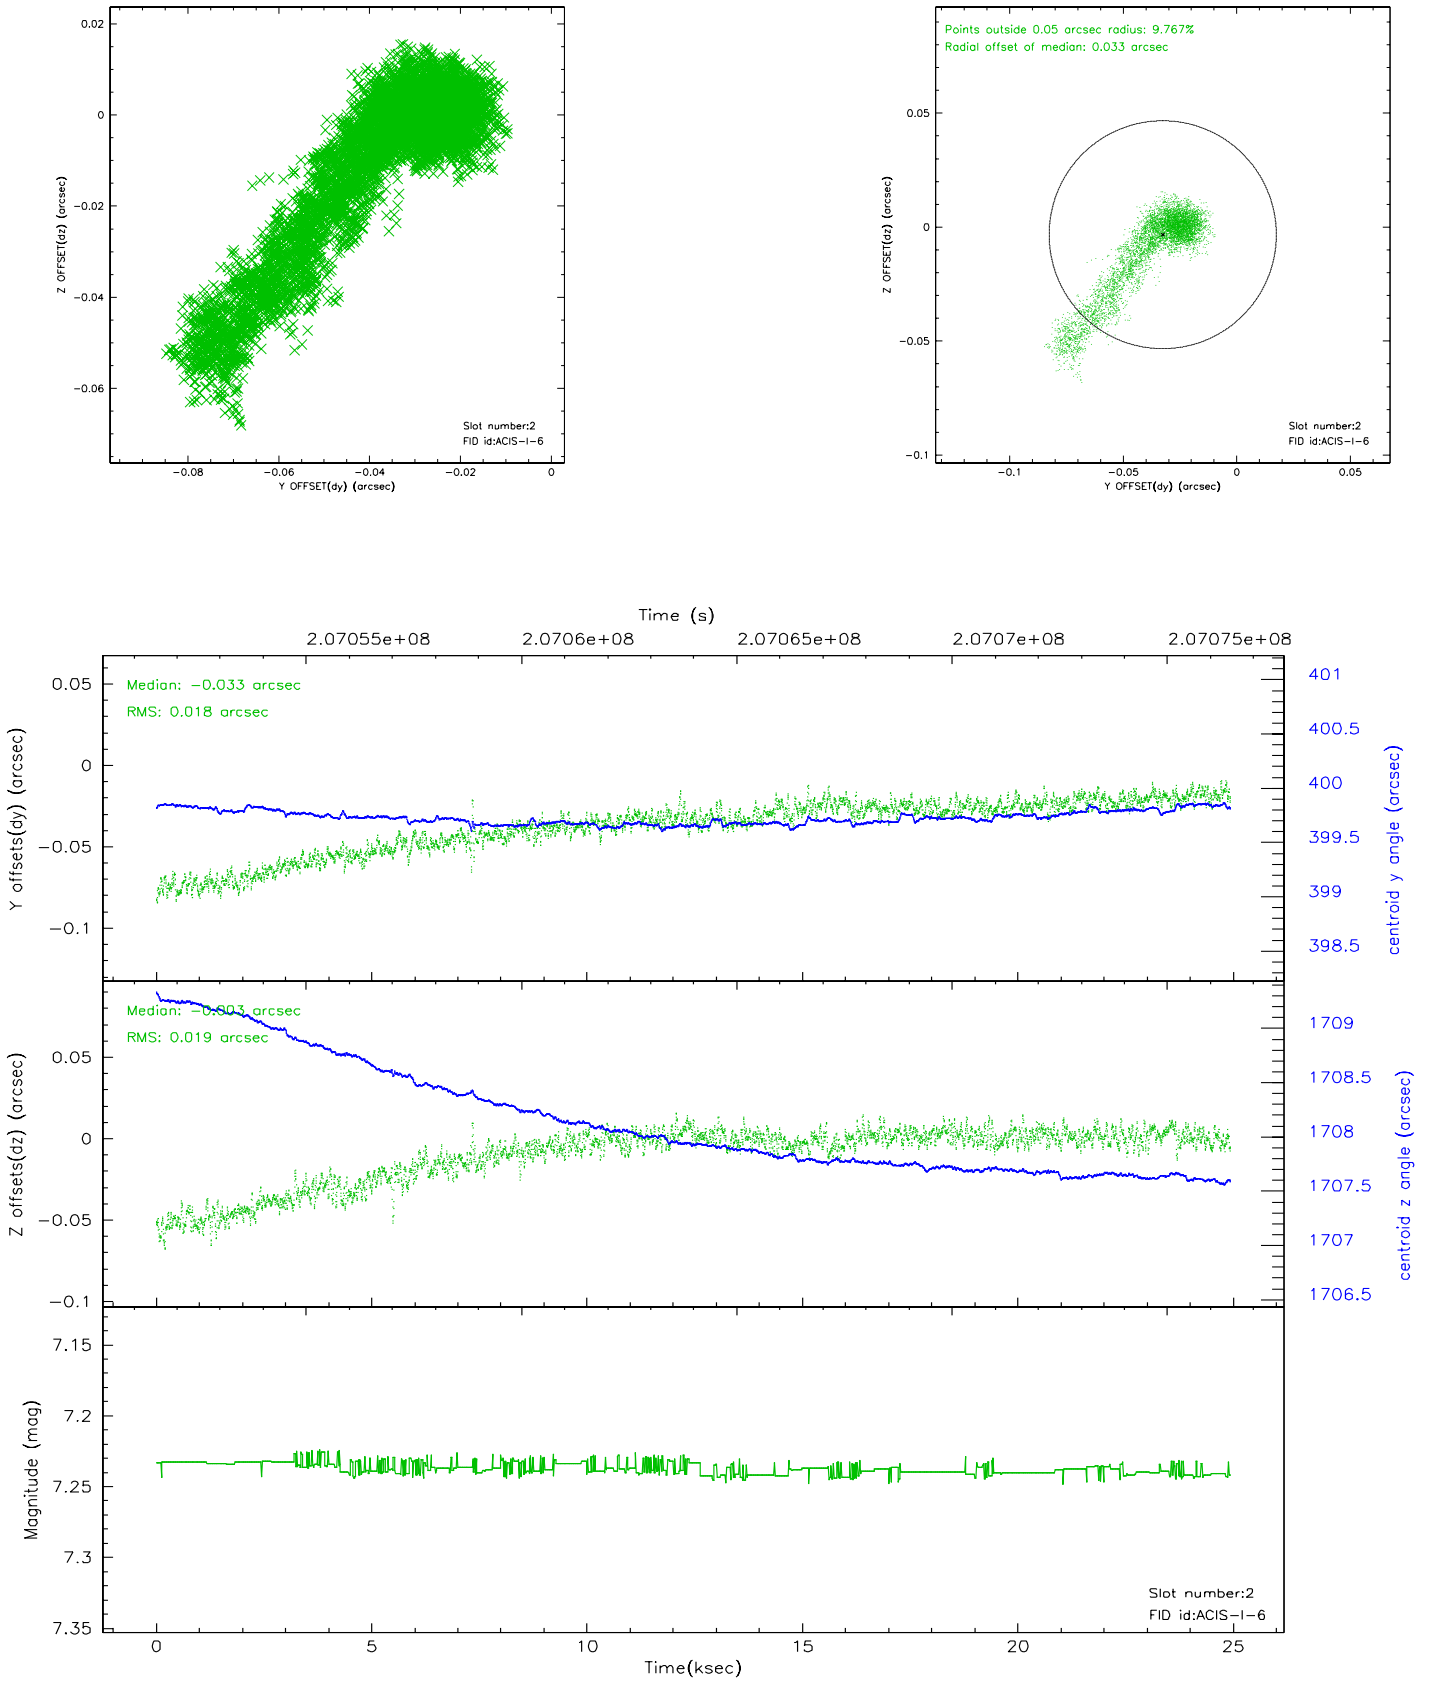 0.02
0
−0.02
−0.04
−0.06
Z OFFSET(dz) (arcsec)
Slot number:2
FID id:ACIS−I−6
−0.08
−0.06
−0.04
−0.02
0
Y OFFSET(dy) (arcsec)
Points outside 0.05 arcsec radius: 9.767%
Radial offset of median: 0.033 arcsec
0.05
0
−0.05
−0.1
Z OFFSET(dz) (arcsec)
Slot number:2
FID id:ACIS−I−6
−0.1
−0.05
0
0.05
Y OFFSET(dy) (arcsec)
Time (s)
2.07055e+08
2.0706e+08
2.07065e+08
2.0707e+08
2.07075e+08
Median: −0.033 arcsec
RMS: 0.018 arcsec
0.05
0
−0.05
−0.1
Y offsets(dy) (arcsec)
401
400.5
400
399.5
399
398.5
centroid y angle (arcsec)
Median: −0.003 arcsec
RMS: 0.019 arcsec
0.05
0
−0.05
−0.1
Z offsets(dz) (arcsec)
1709
1708.5
1708
1707.5
1707
1706.5
centroid z angle (arcsec)
7.15
7.2
7.25
7.3
7.35
Magnitude (mag)
Slot number:2
FID id:ACIS−I−6
0
5
10
15
20
25
Time(ksec)